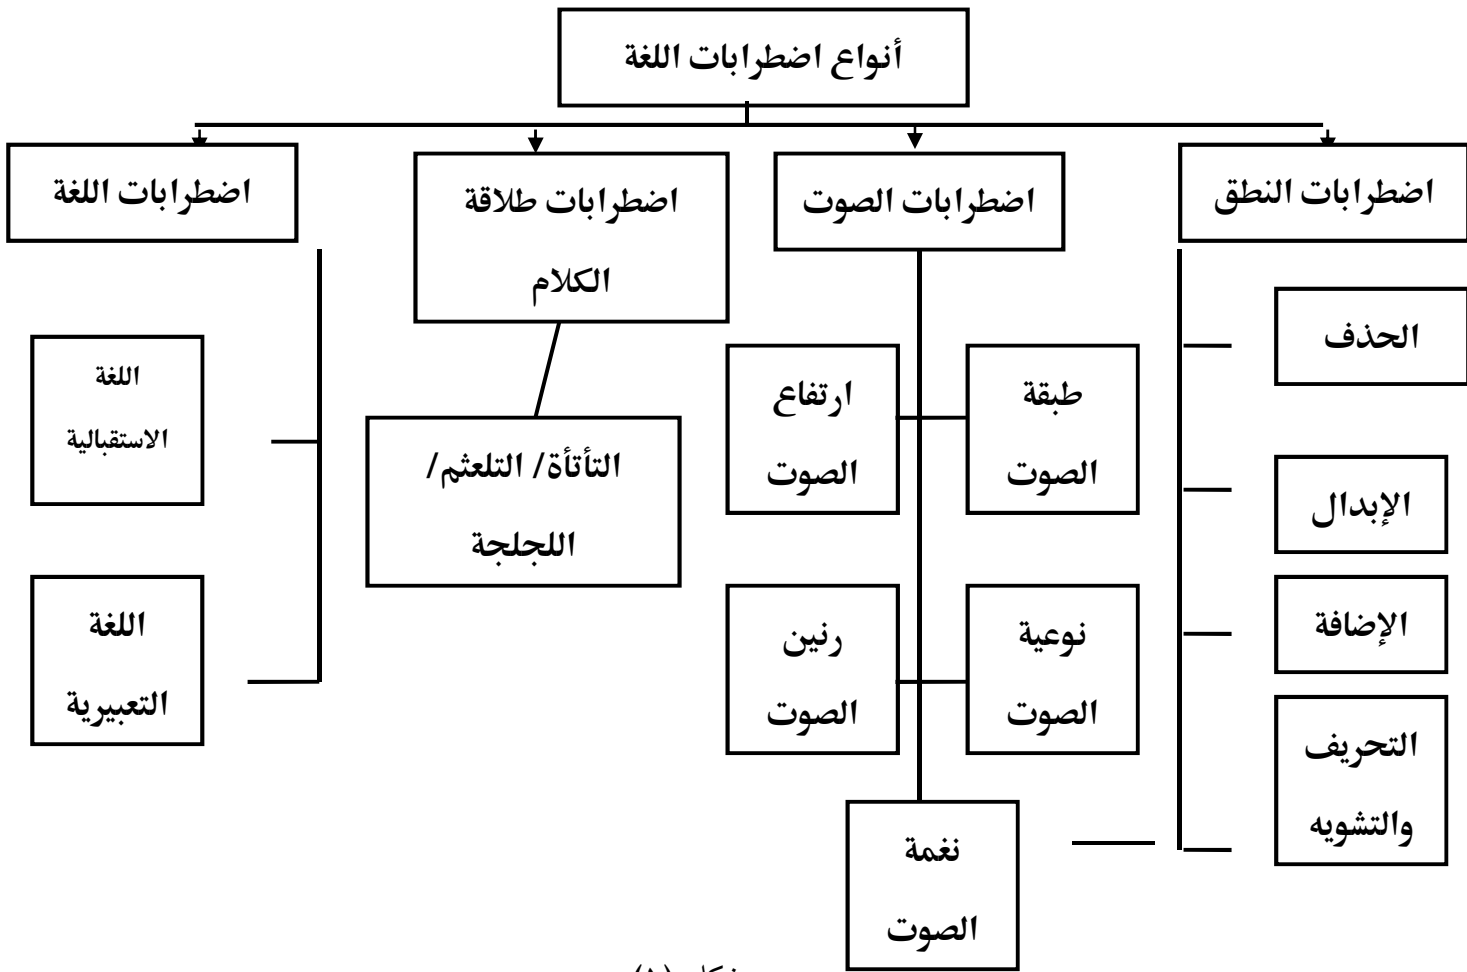 أنواع اضطرابات اللغة
اضطرابات النطق
اضطرابات الصوت
اضطرابات طلاقة
الكلام
اضطرابات اللغة
الحذف
الإبدال
الإضافة
التحريف
والتشويه
طبقة
الصوت
ارتفاع
الصوت
نوعية
الصوت
رنين
الصوت
نغمة
الصوت
التأتأة/ التلعثم/
اللجلجة
اللغة
الاستقبالية
اللغة
التعبيرية